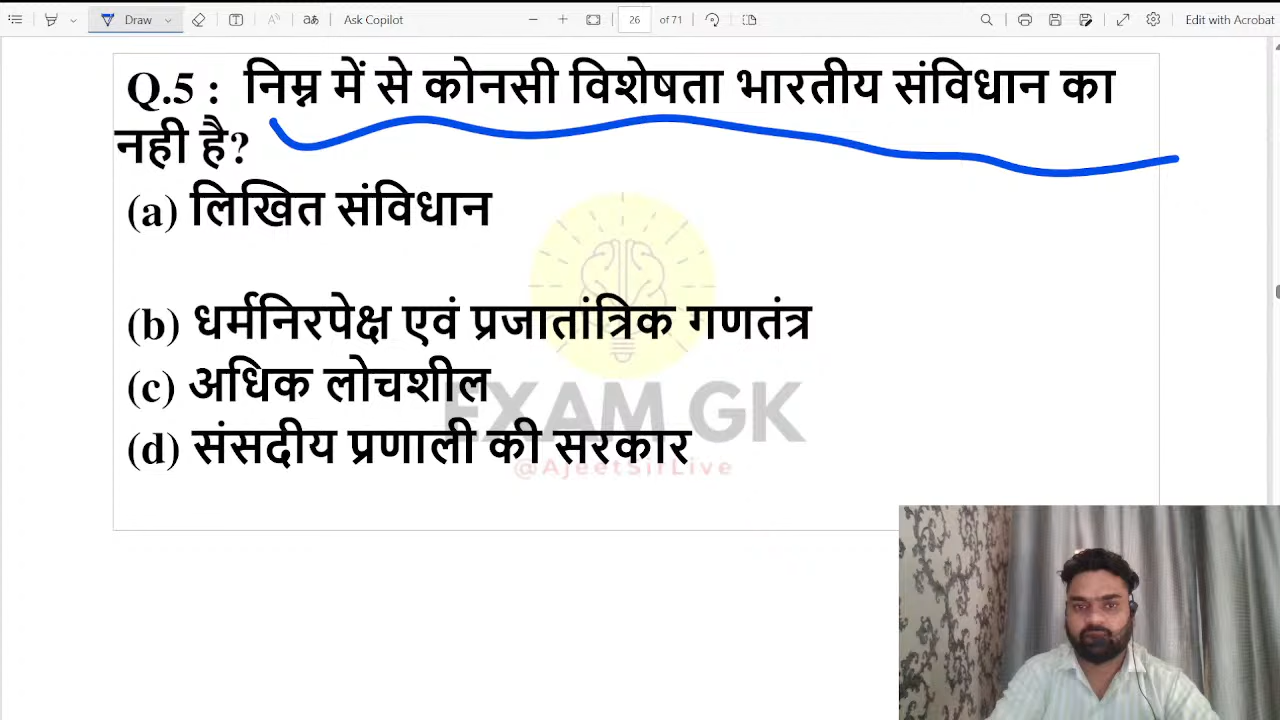 Draw
Ask Copilot
26 of 71
Edit with Acrobat
Q.5 : निम्न में से कोनसी विशेषता भारतीय संविधान का
नही है?
(a) लिखित संविधान
(b) धर्मनिरपेक्ष एवं प्रजातांत्रिक गणतंत्र
(c) अधिक लोचशील
(d) संसदीय प्रणाली की सरकार
EXAM GK
@AjeetSirLive